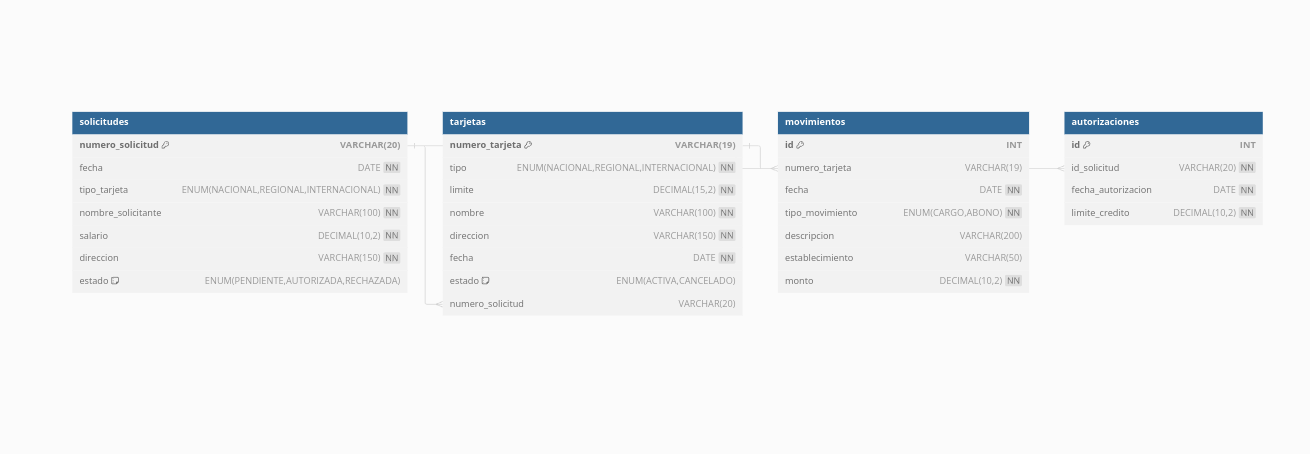 solicitudes
numero_solicitud VARCHAR(20)
fecha DATE NN
tipo_tarjeta ENUM(NACIONAL,REGIONAL,INTERNACIONAL) NN
nombre_solicitante VARCHAR(100) NN
salario DECIMAL(10,2) NN
direccion VARCHAR(150) NN
estado ENUM(PENDIENTE,AUTORIZADA,RECHAZADA)
tarjetas
numero_tarjeta VARCHAR(19)
tipo ENUM(NACIONAL,REGIONAL,INTERNACIONAL) NN
limite DECIMAL(15,2) NN
nombre VARCHAR(100) NN
direccion VARCHAR(150) NN
fecha DATE NN
estado ENUM(ACTIVA,CANCELADO)
numero_solicitud VARCHAR(20)
movimientos
id INT
numero_tarjeta VARCHAR(19) NN
fecha DATE NN
tipo_movimiento ENUM(CARGO,ABONO) NN
descripcion VARCHAR(200)
establecimiento VARCHAR(50)
monto DECIMAL(10,2) NN
autorizaciones
id INT
id_solicitud VARCHAR(20) NN
fecha_autorizacion DATE NN
limite_credito DECIMAL(10,2) NN